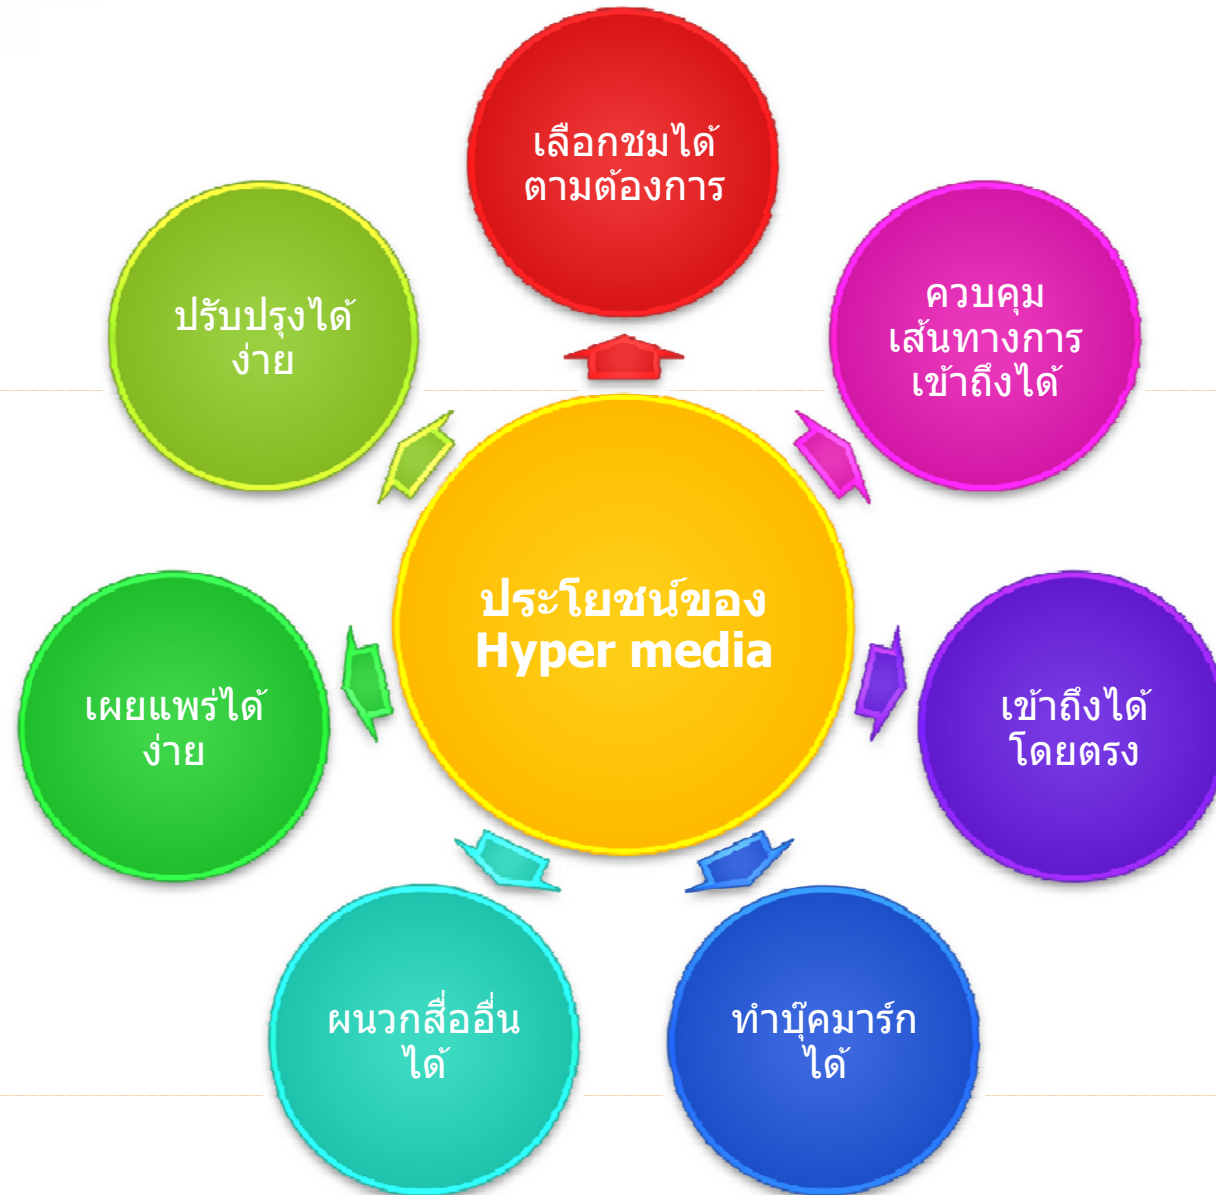 เลือกชมได้
ตามต้องการ
ควบคุม
เส้นทางการ
เข้าถึงได้
เข้าถึงได้
โดยตรง
ทำบุ๊คมาร์ก
ได้
ผนวกสื่ออื่น
ได้
เผยแพร่ได้
ง่าย
ปรับปรุงได้
ง่าย
ประโยชน์ของ
Hyper media